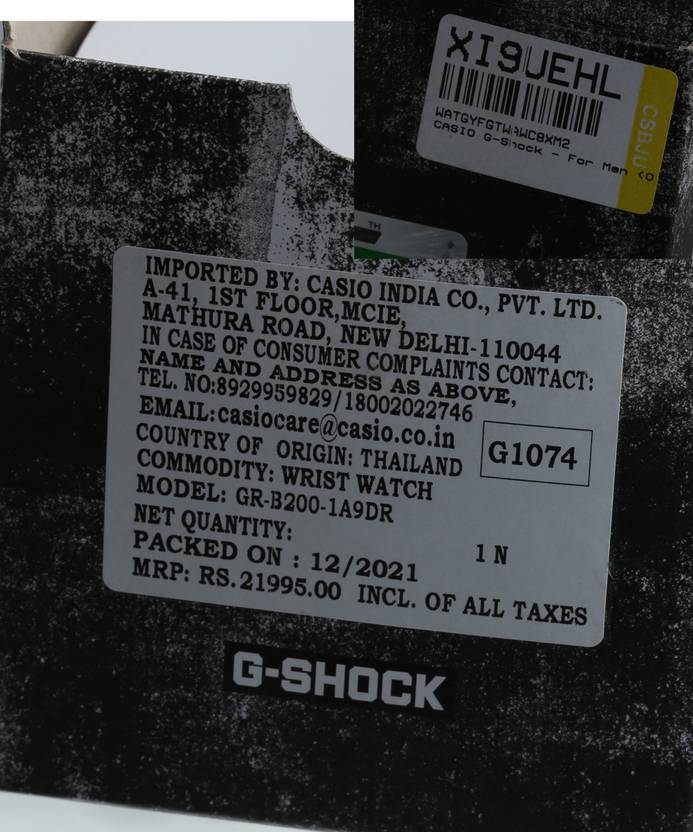 XI9UEHL
CSBJU
WATGYFGTWAWCBXM2
CASIO G-Shock - For Men <0
TH
IMPORTED BY: CASIO INDIA CO., PVT. LTD.
A-41, 1ST FLOOR,MCIE,
MATHURA ROAD, NEW DELHI-110044
IN CASE OF CONSUMER COMPLAINTS CONTACT:
NAME AND ADDRESS AS ABOVE,
TEL. NO:8929959829/18002022746
EMAIL:casiocare@casio.co.in
COUNTRY OF ORIGIN: THAILAND
G1074
COMMODITY: WRIST WATCH
MODEL: GR-B200-1A9DR
NET QUANTITY: 1 N
PACKED ON : 12/2021
MRP: RS.21995.00 INCL. OF ALL TAXES
G-SHOCK